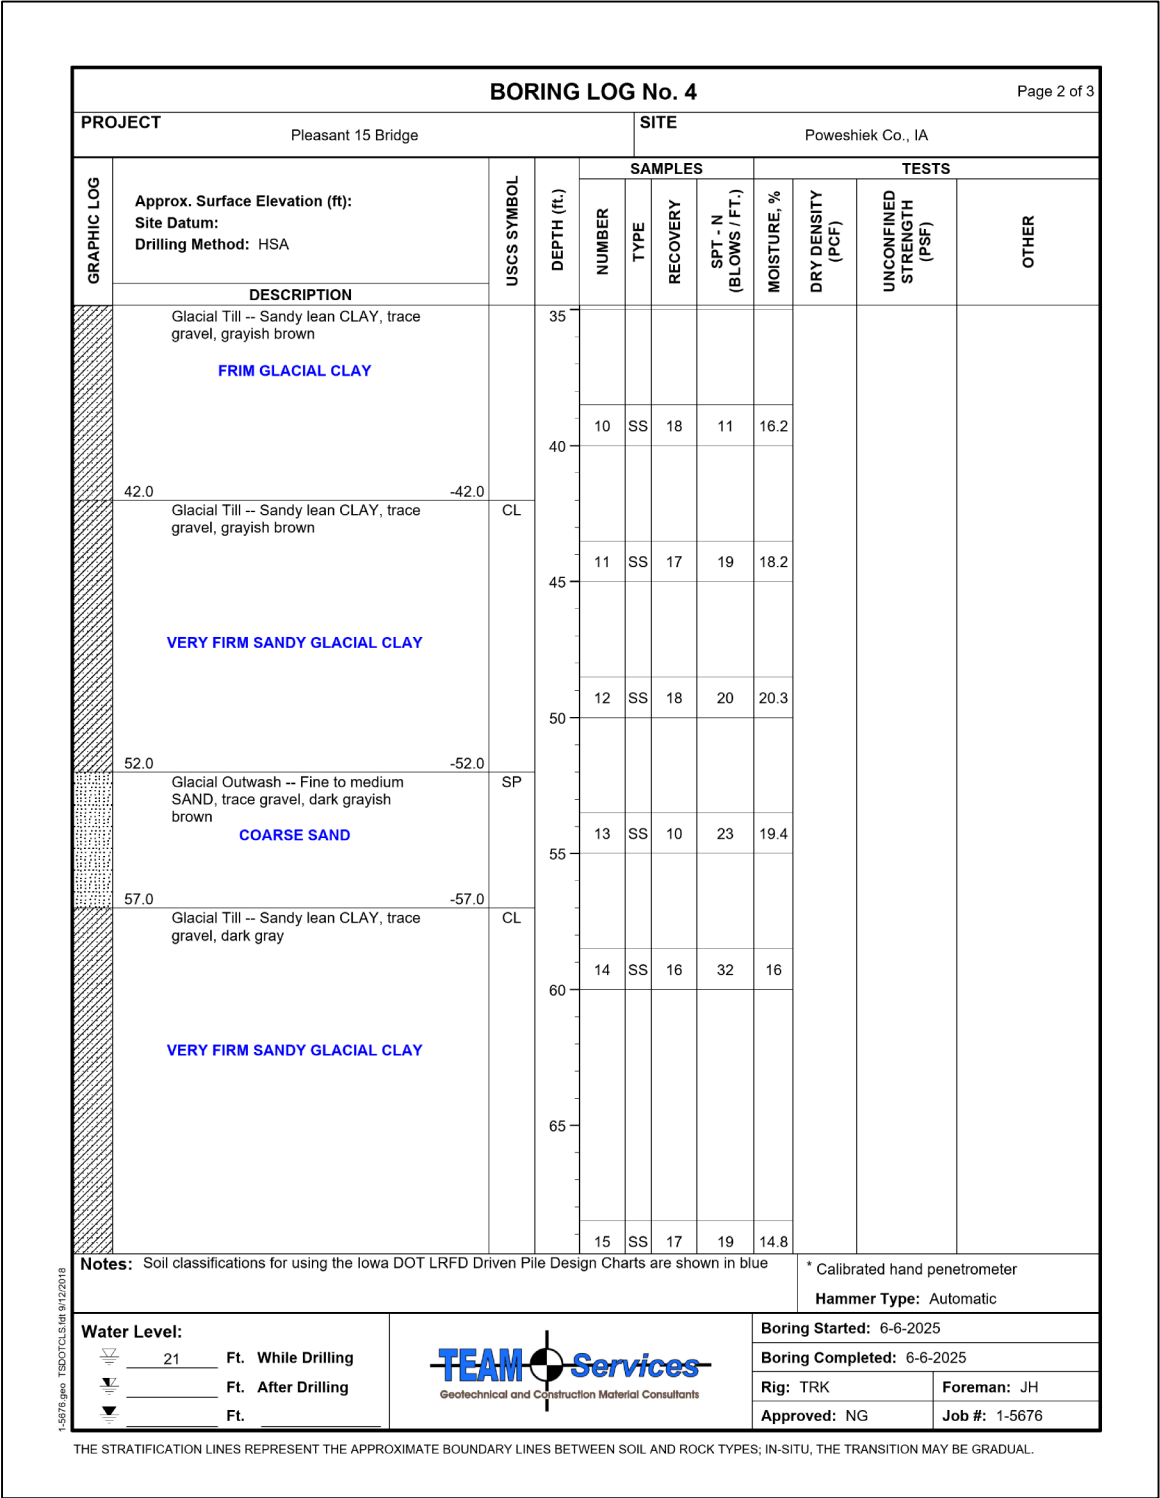 BORING LOG No. 4
Page 2 of 3
PROJECT
Pleasant 15 Bridge
SITE
Poweshiek Co., IA
GRAPHIC LOG
Approx. Surface Elevation (ft):
Site Datum:
Drilling Method: HSA
DESCRIPTION
USCS SYMBOL
DEPTH (ft.)
SAMPLES
NUMBER
TYPE
RECOVERY
SPT - N
(BLOWS / FT.)
TESTS
MOISTURE, %
DRY DENSITY
(PCF)
UNCONFINED
STRENGTH
(PSF)
OTHER
Glacial Till -- Sandy lean CLAY, trace
gravel, grayish brown
35
FRIM GLACIAL CLAY
10 SS 18 11 16.2
40
42.0 -42.0
Glacial Till -- Sandy lean CLAY, trace CL
gravel, grayish brown
11 SS 17 19 18.2
45
VERY FIRM SANDY GLACIAL CLAY
12 SS 18 20 20.3
50
52.0 -52.0
Glacial Outwash -- Fine to medium SP
SAND, trace gravel, dark grayish
brown
COARSE SAND
13 SS 10 23 19.4
55
57.0 -57.0
Glacial Till -- Sandy lean CLAY, trace CL
gravel, dark gray
14 SS 16 32 16
60
VERY FIRM SANDY GLACIAL CLAY
65
15 SS 17 19 14.8
Notes: Soil classifications for using the Iowa DOT LRFD Driven Pile Design Charts are shown in blue
* Calibrated hand penetrometer
Hammer Type: Automatic
Water Level:
21 Ft. While Drilling
Ft. After Drilling
Ft.
TEAM Services
Geotechnical and Construction Material Consultants
Boring Started: 6-6-2025
Boring Completed: 6-6-2025
Rig: TRK
Foreman: JH
Approved: NG
Job #: 1-5676
1-5676.geo TSDOTCLS.fdt 9/12/2018
THE STRATIFICATION LINES REPRESENT THE APPROXIMATE BOUNDARY LINES BETWEEN SOIL AND ROCK TYPES; IN-SITU, THE TRANSITION MAY BE GRADUAL.